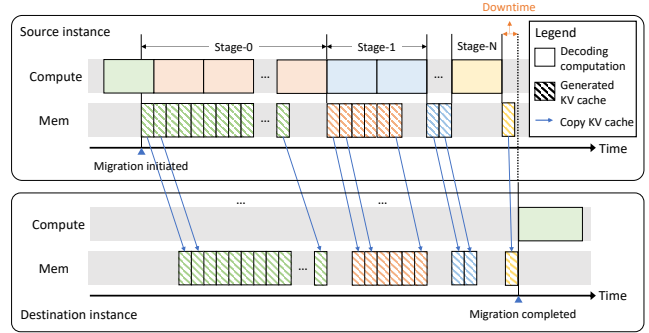 Downtime
Source instance
Stage-0
Stage-1
Stage-N
Legend
Decoding
computation
Generated
KV cache
Copy KV cache
Compute
...
...
Mem
...
Time
Migration initiated
...
...
Compute
Mem
...
Time
Destination instance
Migration completed